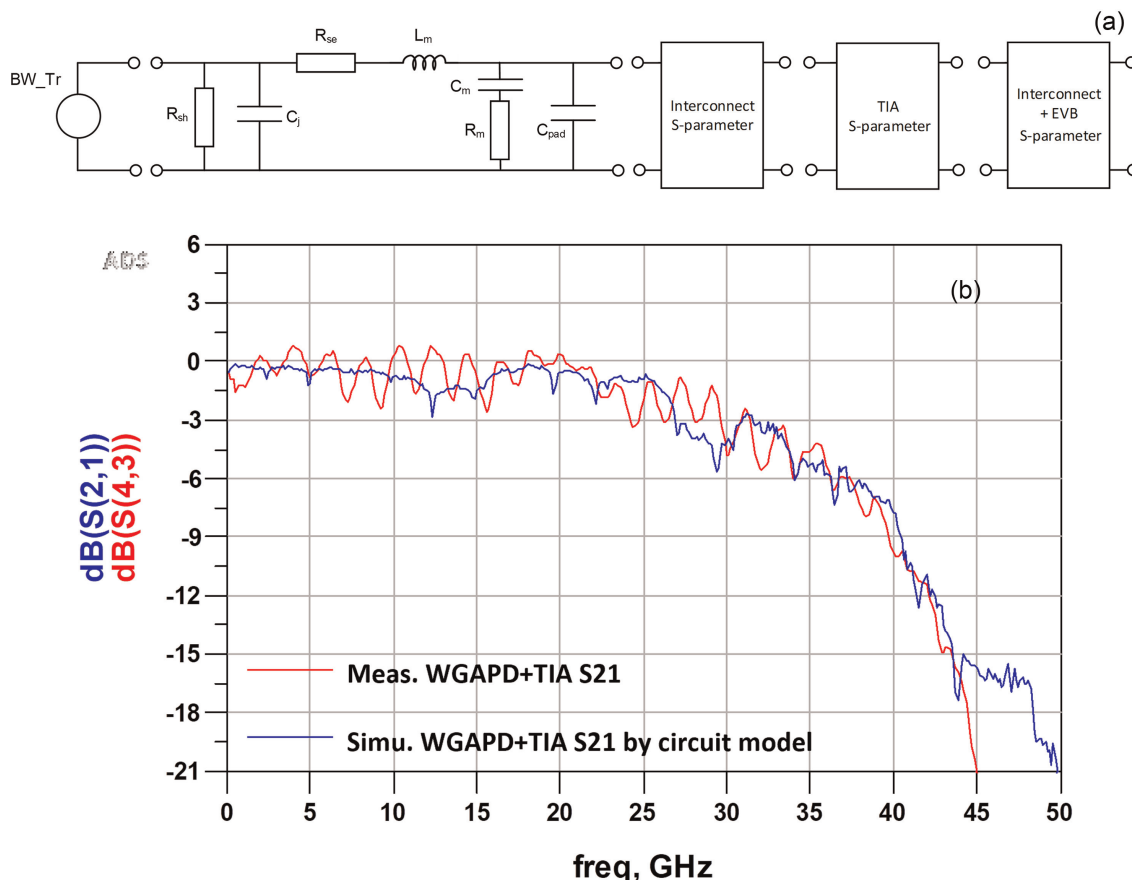 (a)
BW_Tr
Rsh
Cj
Rse
Lm
Cm
Rm
Cpad
Interconnect
S-parameter
TIA
S-parameter
Interconnect
+ EVB
S-parameter
ADS
(b)
dB(S(2,1))
dB(S(4,3))
6
3
0
-3
-6
-9
-12
-15
-18
-21
Meas. WGAPD+TIA S21
Simu. WGAPD+TIA S21 by circuit model
0 5 10 15 20 25 30 35 40 45 50
freq, GHz